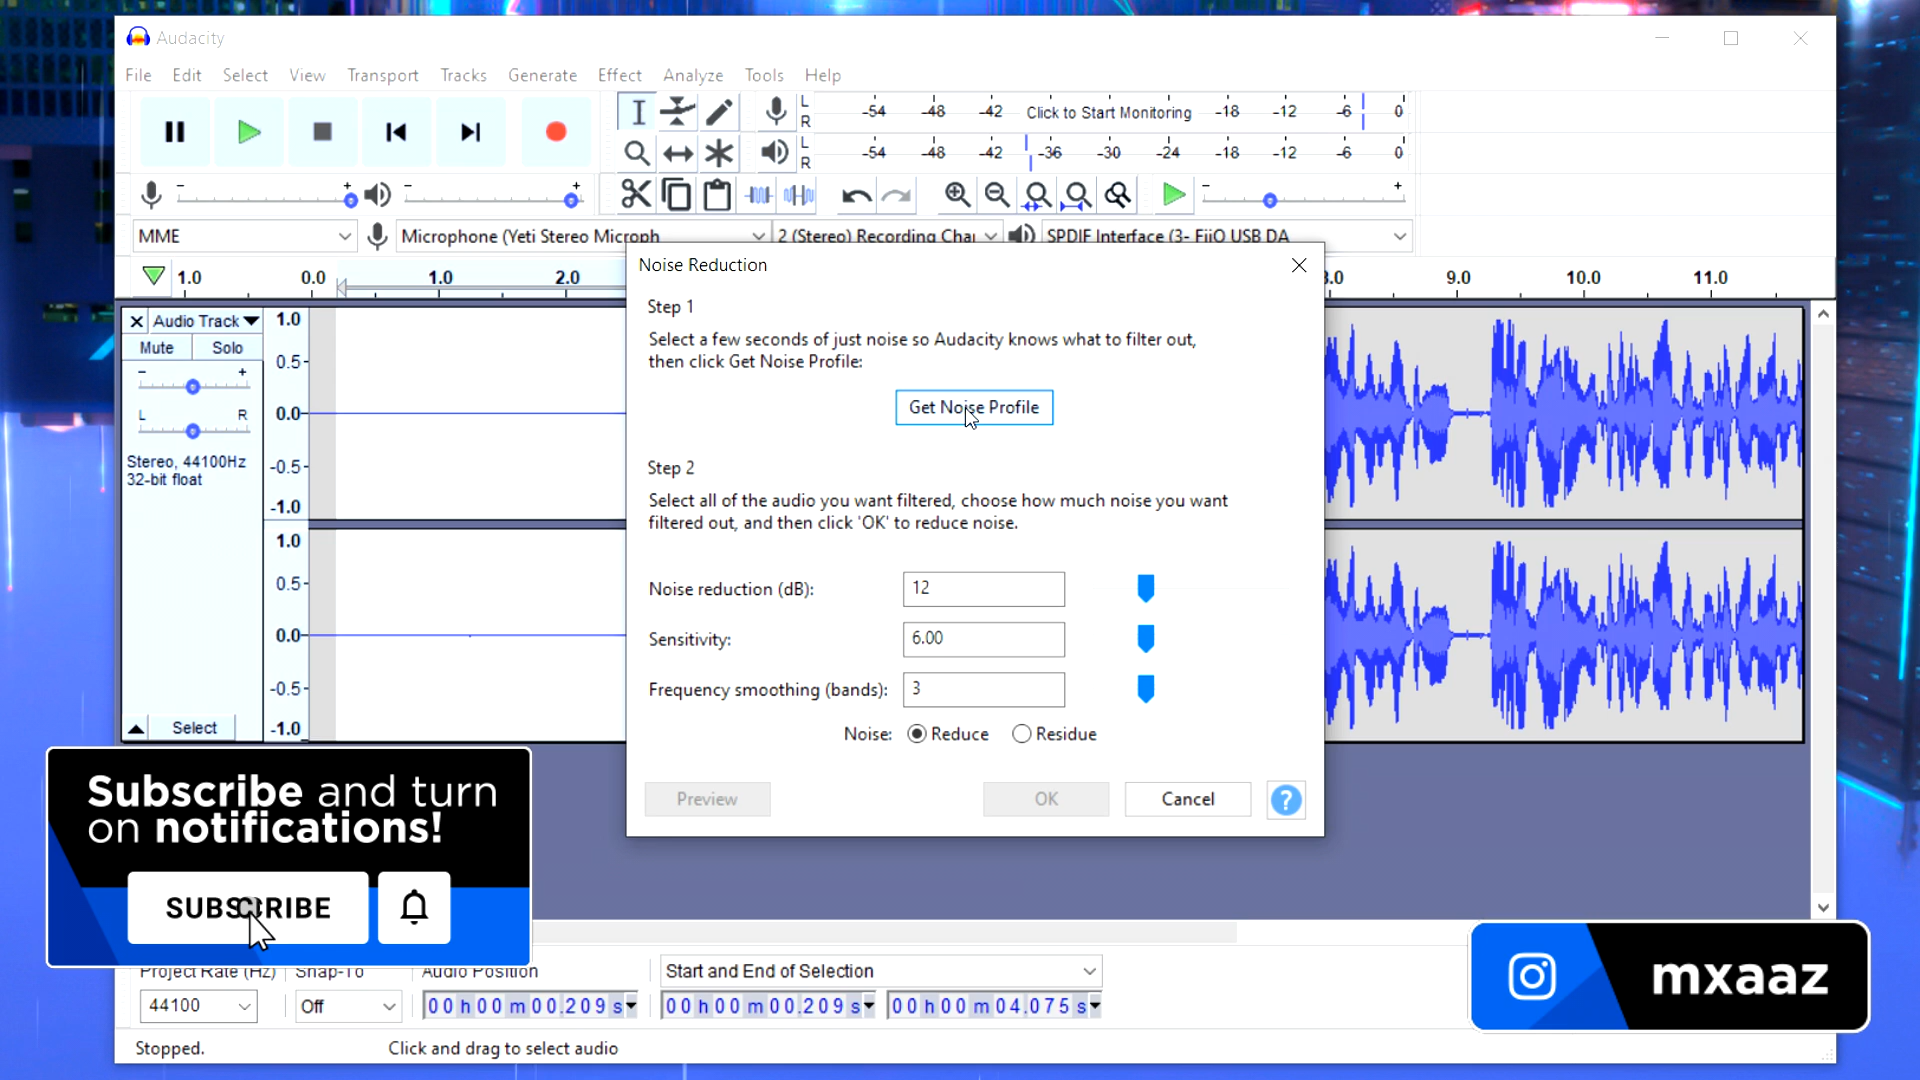 Audacity
File Edit Select View Transport Tracks Generate Effect Analyze Tools Help
L
R
-54 -48 -42 Click to Start Monitoring -18 -12 -6 0
L
R
-54 -48 -42 -36 -30 -24 -18 -12 -6 0
- + - + - +
MME
Microphone (Yeti Stereo Microph
2 (Stereo) Recording Chai
SPDIF Interface (3- FiiO USB DA
1.0 0.0 1.0 2.0 9.0 10.0 11.0
Audio Track
Mute Solo
- +
L R
Stereo, 44100Hz
32-bit float
Select
1.0
0.5
0.0
-0.5
-1.0
1.0
0.5
0.0
-0.5
-1.0
Noise Reduction
Step 1
Select a few seconds of just noise so Audacity knows what to filter out,
then click Get Noise Profile:
Get Noise Profile
Step 2
Select all of the audio you want filtered, choose how much noise you want
filtered out, and then click 'OK' to reduce noise.
Noise reduction (dB): 12
Sensitivity: 6.00
Frequency smoothing (bands): 3
Noise: Reduce Residue
Preview OK Cancel ?
Subscribe and turn
on notifications!
SUBSCRIBE
mxaaz
Project Rate (Hz) Snap-To Audio Position Start and End of Selection
44100 Off 00 h 00 m 00.209 s 00 h 00 m 00.209 s 00 h 00 m 04.075 s
Stopped. Click and drag to select audio